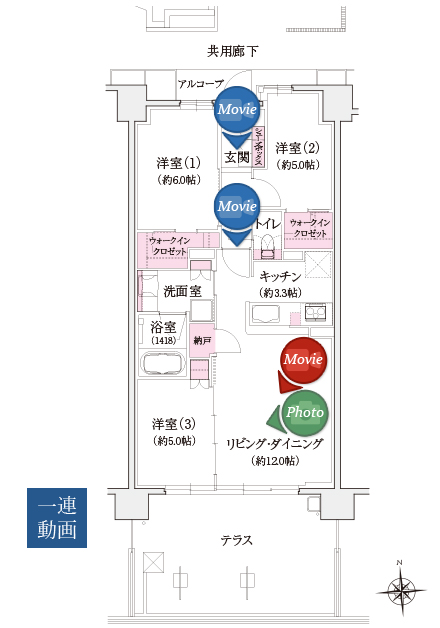 共用廊下
アルコーブ
Movie
シューズボックス
玄関
洋室(1)
(約6.0帖)
洋室(2)
(約5.0帖)
Movie
トイレ
ウォークイン
クロゼット
ウォークイン
クロゼット
キッチン
(約3.3帖)
洗面室
浴室
(1418)
納戸
Movie
Photo
洋室(3)
(約5.0帖)
リビング・ダイニング
(約12.0帖)
一連
動画
テラス
N